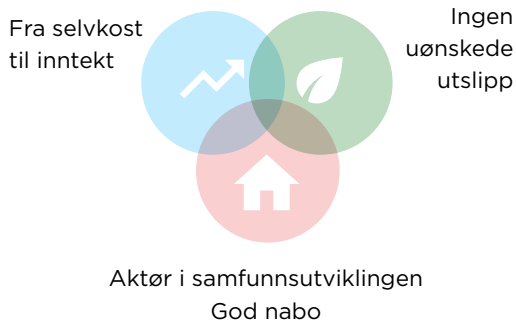 Fra selvkost
til inntekt
Ingen
uønskede
utslipp
Aktør i samfunnsutviklingen
God nabo